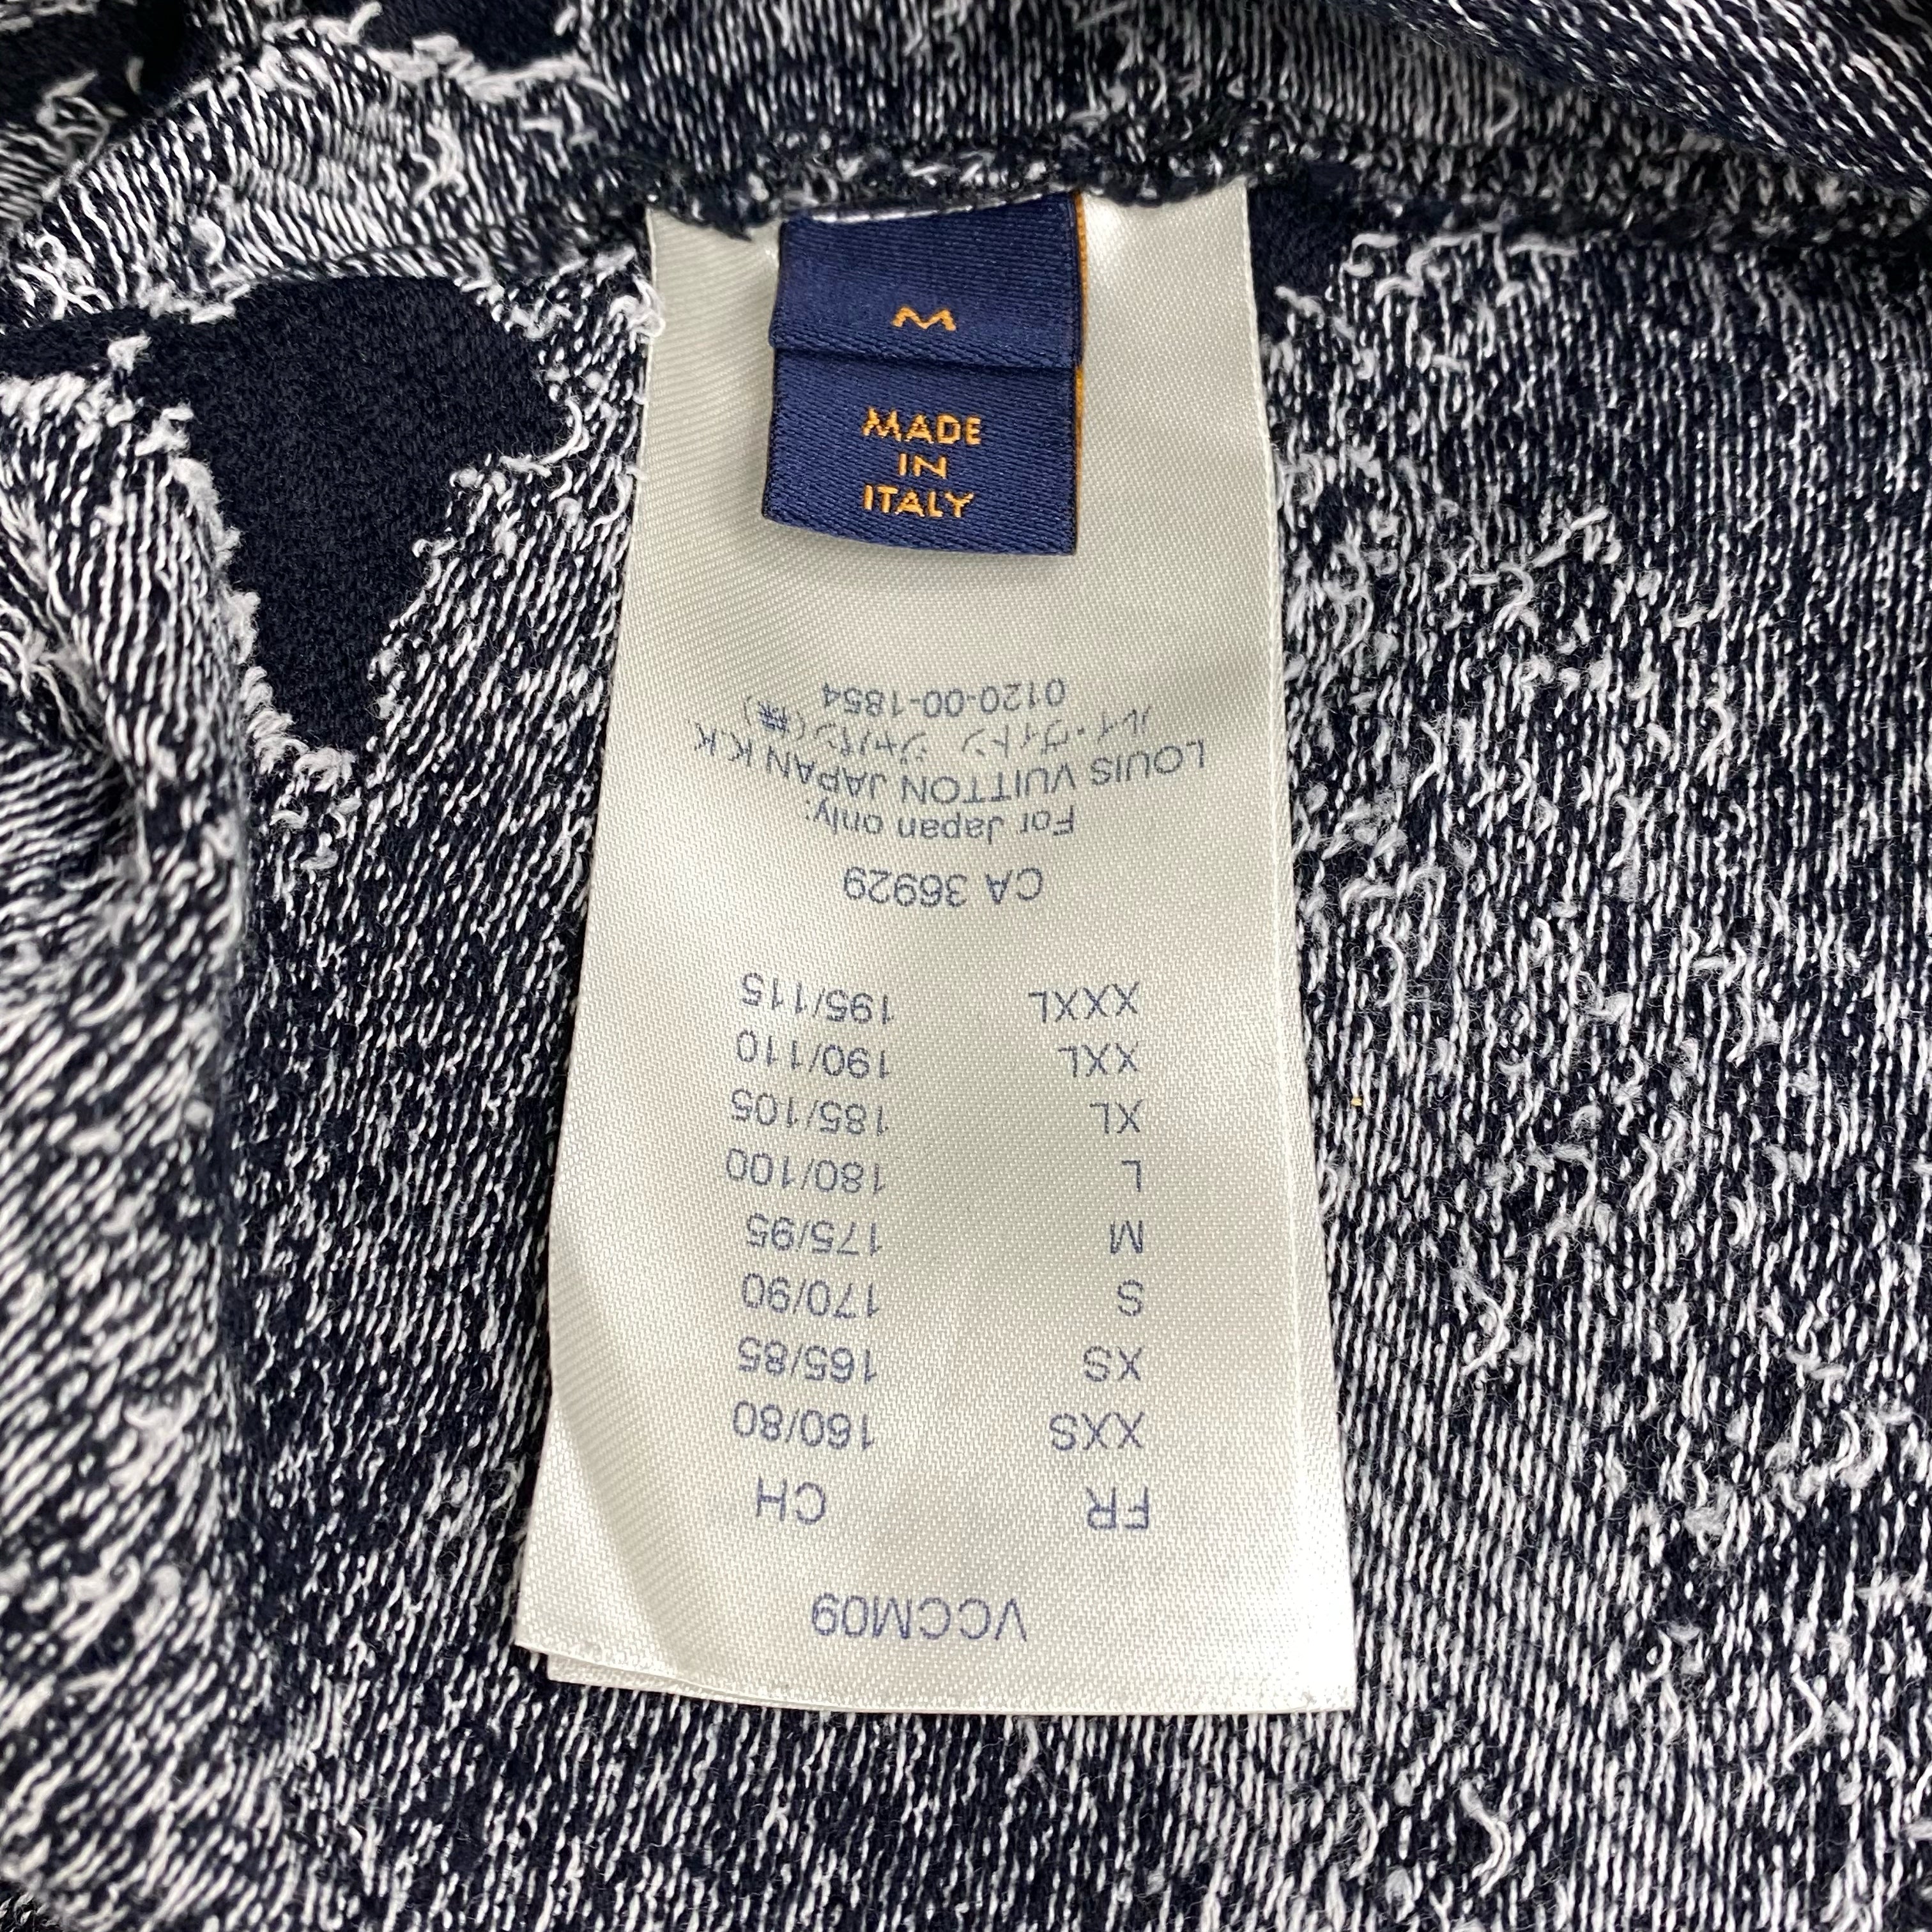 M
MADE
IN
ITALY
VCCM09
FR CH
XXS 160/80
XS 165/85
S 170/90
M 175/95
L 180/100
XL 185/105
XXL 190/110
XXXL 195/115
CA 36929
For Japan only:
LOUIS VUITTON JAPAN K.K
ルイ・ヴィトン ジャパン(株)
0120-00-1854